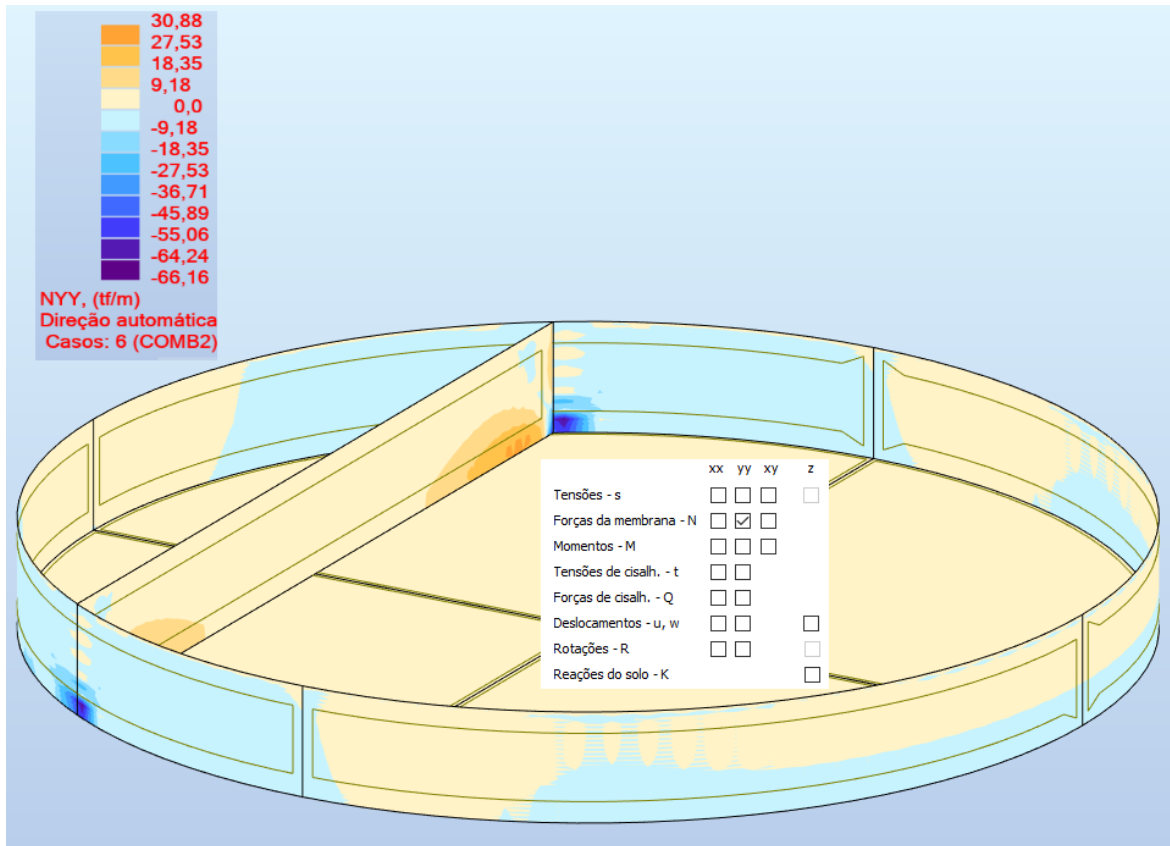 30,88
27,53
18,35
9,18
0,0
-9,18
-18,35
-27,53
-36,71
-45,89
-55,06
-64,24
-66,16
NYY, (tf/m)
Direção automática
Casos: 6 (COMB2)
xx yy xy z
Tensões - s
Forças da membrana - N
Momentos - M
Tensões de cisalh. - t
Forças de cisalh. - Q
Deslocamentos - u, w
Rotações - R
Reações do solo - K